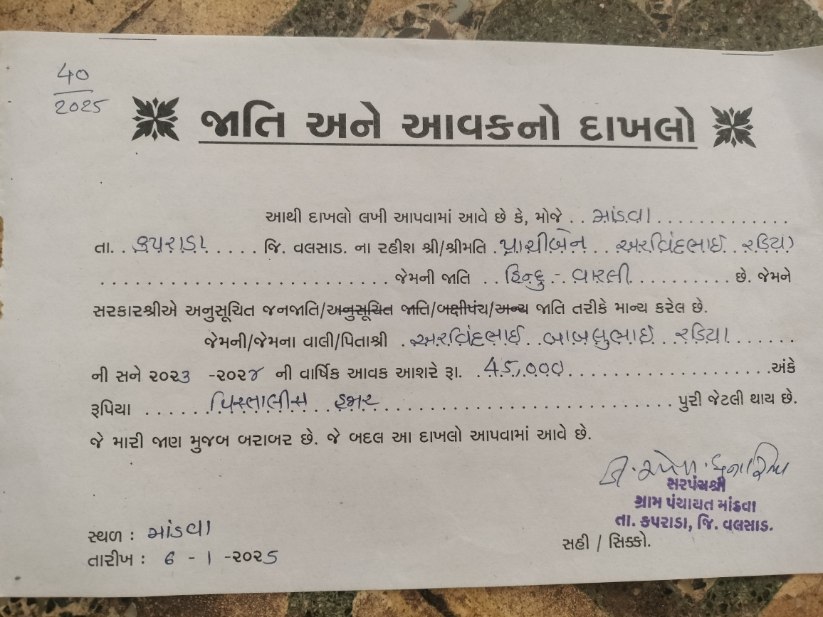 40
2025
જાતિ અને આવકનો દાખલો
આથી દાખલો લખી આપવામાં આવે છે કે, મોજે . . માંડવા . . . . . . . . . . . . .
તા. . કપરાડા . . . . . જિ. વલસાડ. ના રહીશ શ્રી/શ્રીમતિ . પ્રાચીબેન . . અરવિંદભાઈ રડિયા
. . . . . . . . . . . . . . . . . . . . . . . . . . જેમની જાતિ . . હિન્દુ - વારલી . . . . . . . . . છે. જેમને
સરકારશ્રીએ અનુસૂચિત જનજાતિ/અનુસૂચિત જાતિ/બક્ષીપંચ/અન્ય જાતિ તરીકે માન્ય કરેલ છે.
જેમની/જેમના વાલી/પિતાશ્રી . અરવિંદભાઈ બાબલુભાઈ રડિયા . . . . . .
ની સને ૨૦૨૩ -૨૦૨૪ ની વાર્ષિક આવક આશરે રૂા. . 45,000 . . . . . . . . . . . . . . . . . . . . અંકે
રૂપિયા . . . . . . પિસ્તાલીસ હજાર . . . . . . . . . . . . . . . . . . . . . . . . . . . . પુરી જેટલી થાય છે.
જે મારી જાણ મુજબ બરાબર છે. જે બદલ આ દાખલો આપવામાં આવે છે.
સરપંચશ્રી
ગ્રામ પંચાયત માંડવા
તા. કપરાડા, જિ. વલસાડ.
સહી / સિક્કો.
સ્થળ : માંડવા
તારીખ : 6 - 1 -૨૦૨5